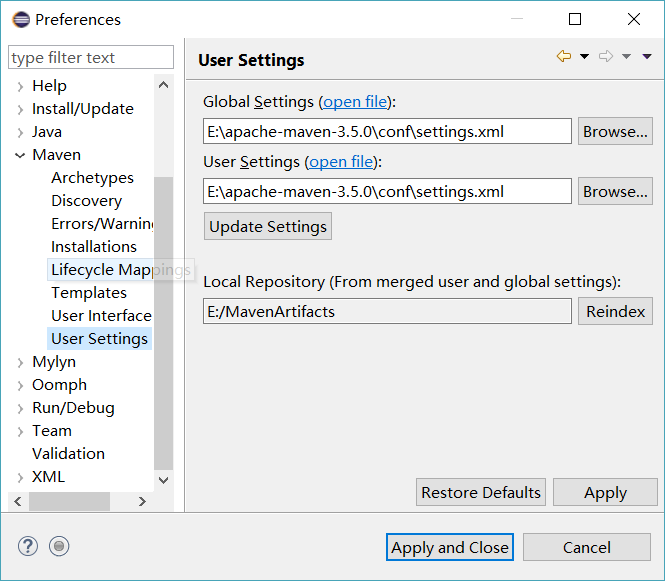 Preferences
type filter text
Help
Install/Update
Java
Maven
Archetypes
Discovery
Errors/Warning
Installations
Lifecycle Mappings
Templates
User Interface
User Settings
Mylyn
Oomph
Run/Debug
Team
Validation
XML
User Settings
Global Settings (open file):
E:\apache-maven-3.5.0\conf\settings.xml Browse...
User Settings (open file):
E:\apache-maven-3.5.0\conf\settings.xml Browse...
Update Settings
Local Repository (From merged user and global settings):
E:/MavenArtifacts Reindex
Restore Defaults Apply
? Apply and Close Cancel